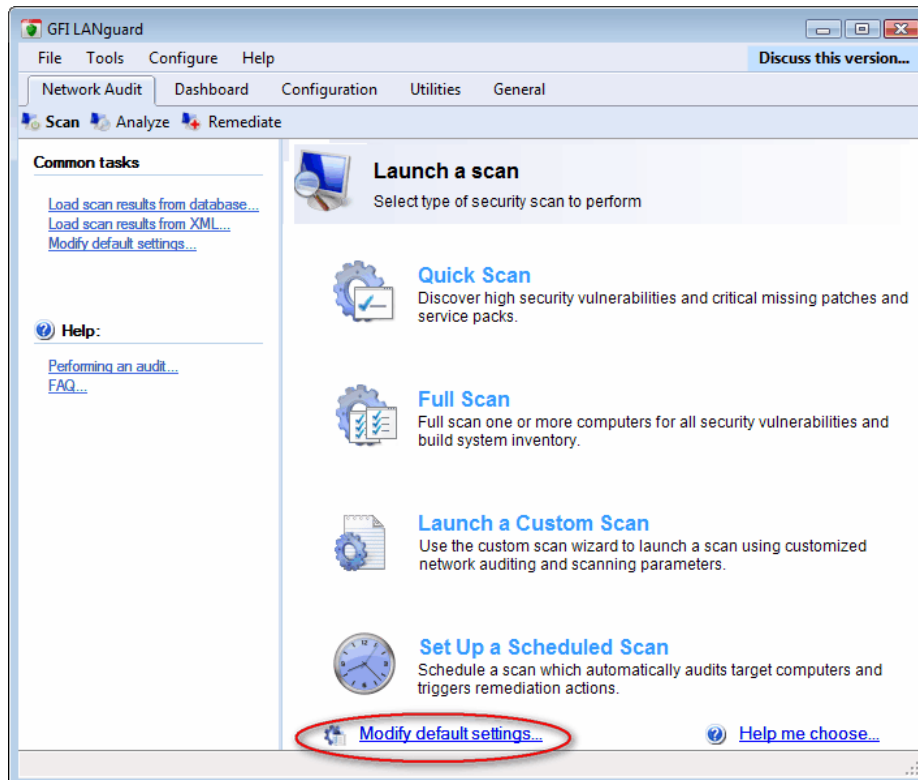 GFI LANguard
File Tools Configure Help
Discuss this version...
Network Audit Dashboard Configuration Utilities General
Scan Analyze Remediate
Common tasks
Load scan results from database...
Load scan results from XML...
Modify default settings...
Help:
Performing an audit...
FAQ...
Launch a scan
Select type of security scan to perform
Quick Scan
Discover high security vulnerabilities and critical missing patches and
service packs.
Full Scan
Full scan one or more computers for all security vulnerabilities and
build system inventory.
Launch a Custom Scan
Use the custom scan wizard to launch a scan using customized
network auditing and scanning parameters.
Set Up a Scheduled Scan
Schedule a scan which automatically audits target computers and
triggers remediation actions.
Modify default settings...
Help me choose...